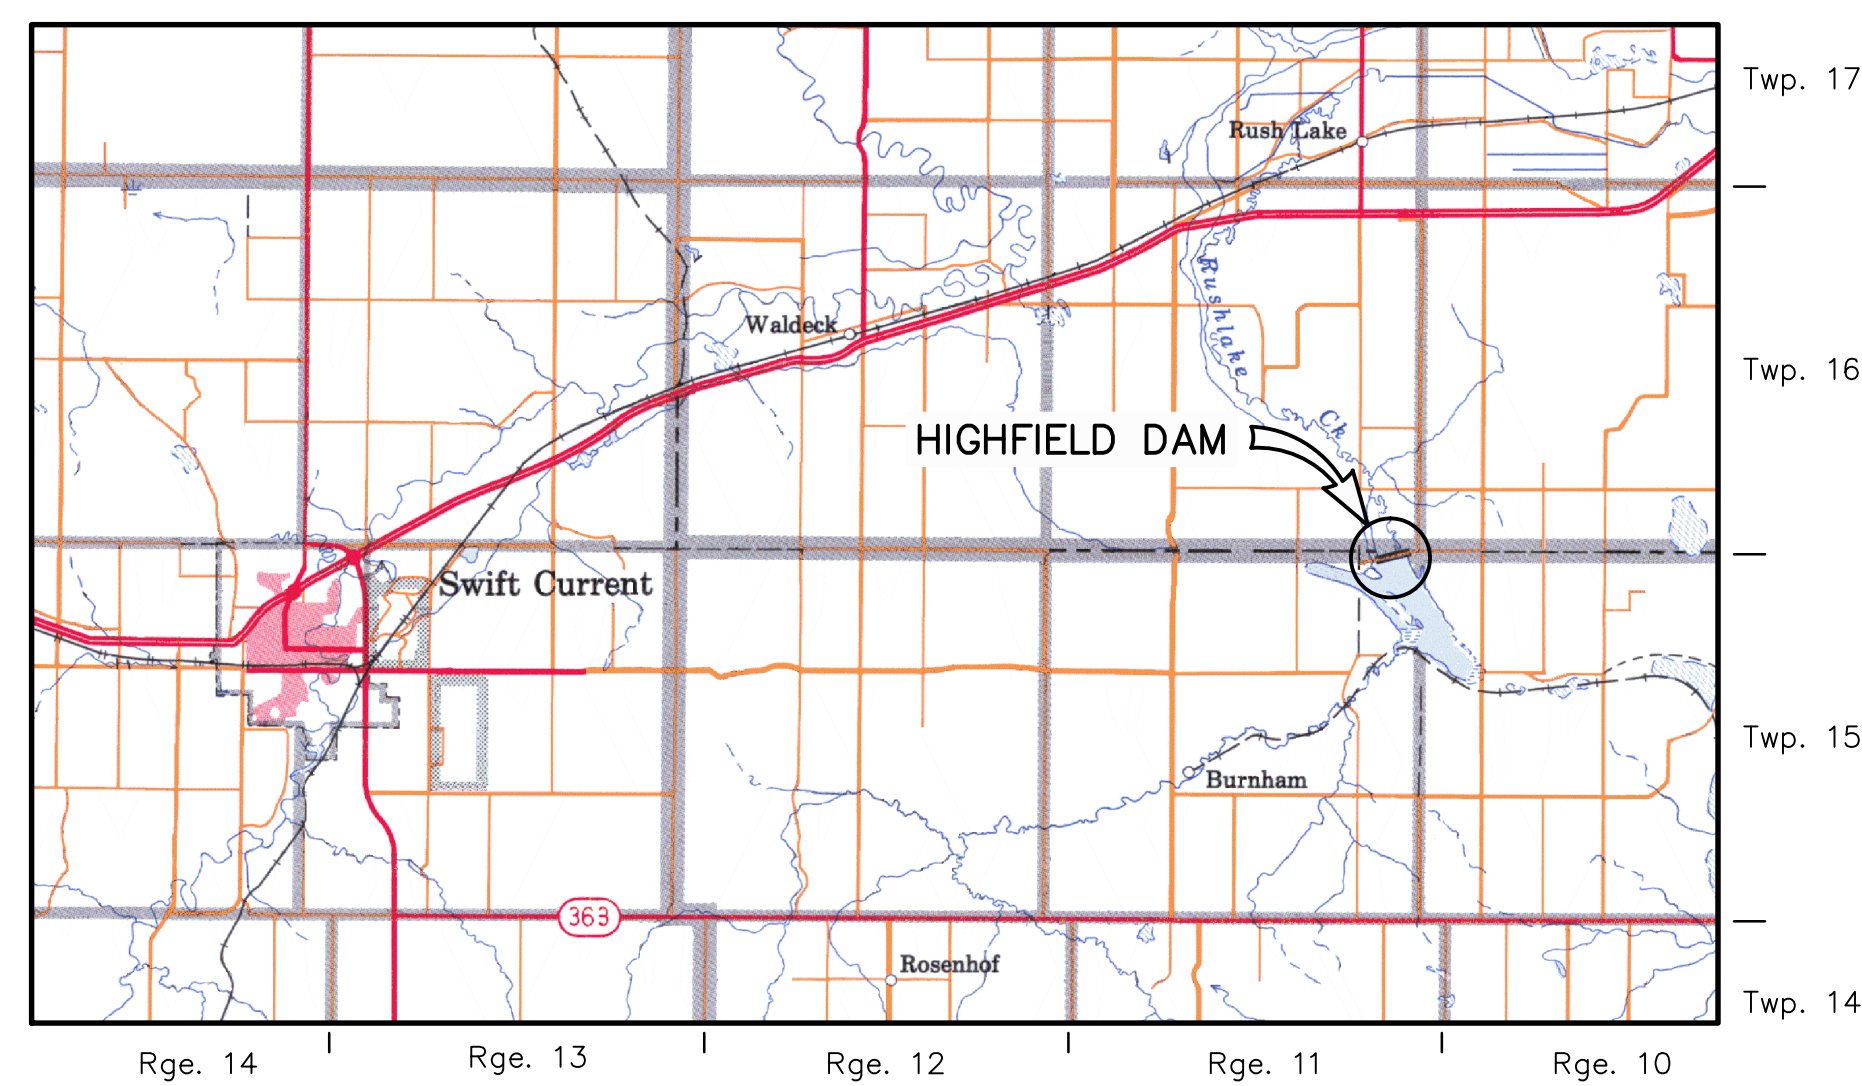 Twp. 17
Rush Lake
Rushlake
Waldeck
Twp. 16
Ck
HIGHFIELD DAM
Swift Current
Twp. 15
Burnham
363
Rosenhof
Twp. 14
Rge. 14
Rge. 13
Rge. 12
Rge. 11
Rge. 10